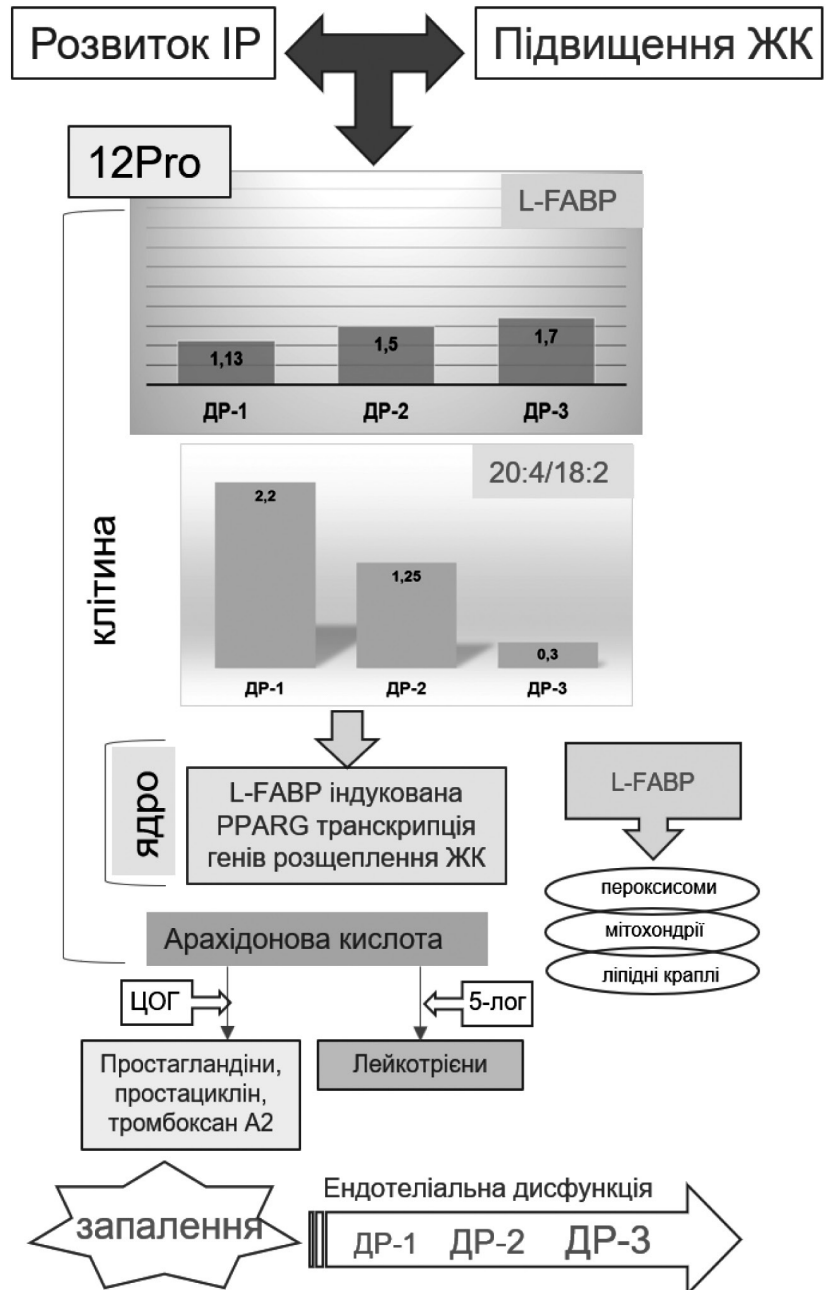 Розвиток ІР
Підвищення ЖК
12Pro
L-FABP
1,13
1,5
1,7
ДР-1
ДР-2
ДР-3
20:4/18:2
2,2
1,25
0,3
ДР-1
ДР-2
ДР-3
клітина
ядро
L-FABP індукована
PPARG транскрипція
генів розщеплення ЖК
L-FABP
пероксисоми
мітохондрії
ліпідні краплі
Арахідонова кислота
ЦОГ
5-лог
Простагландіни,
простациклін,
тромбоксан А2
Лейкотрієни
запалення
Ендотеліальна дисфункція
ДР-1
ДР-2
ДР-3